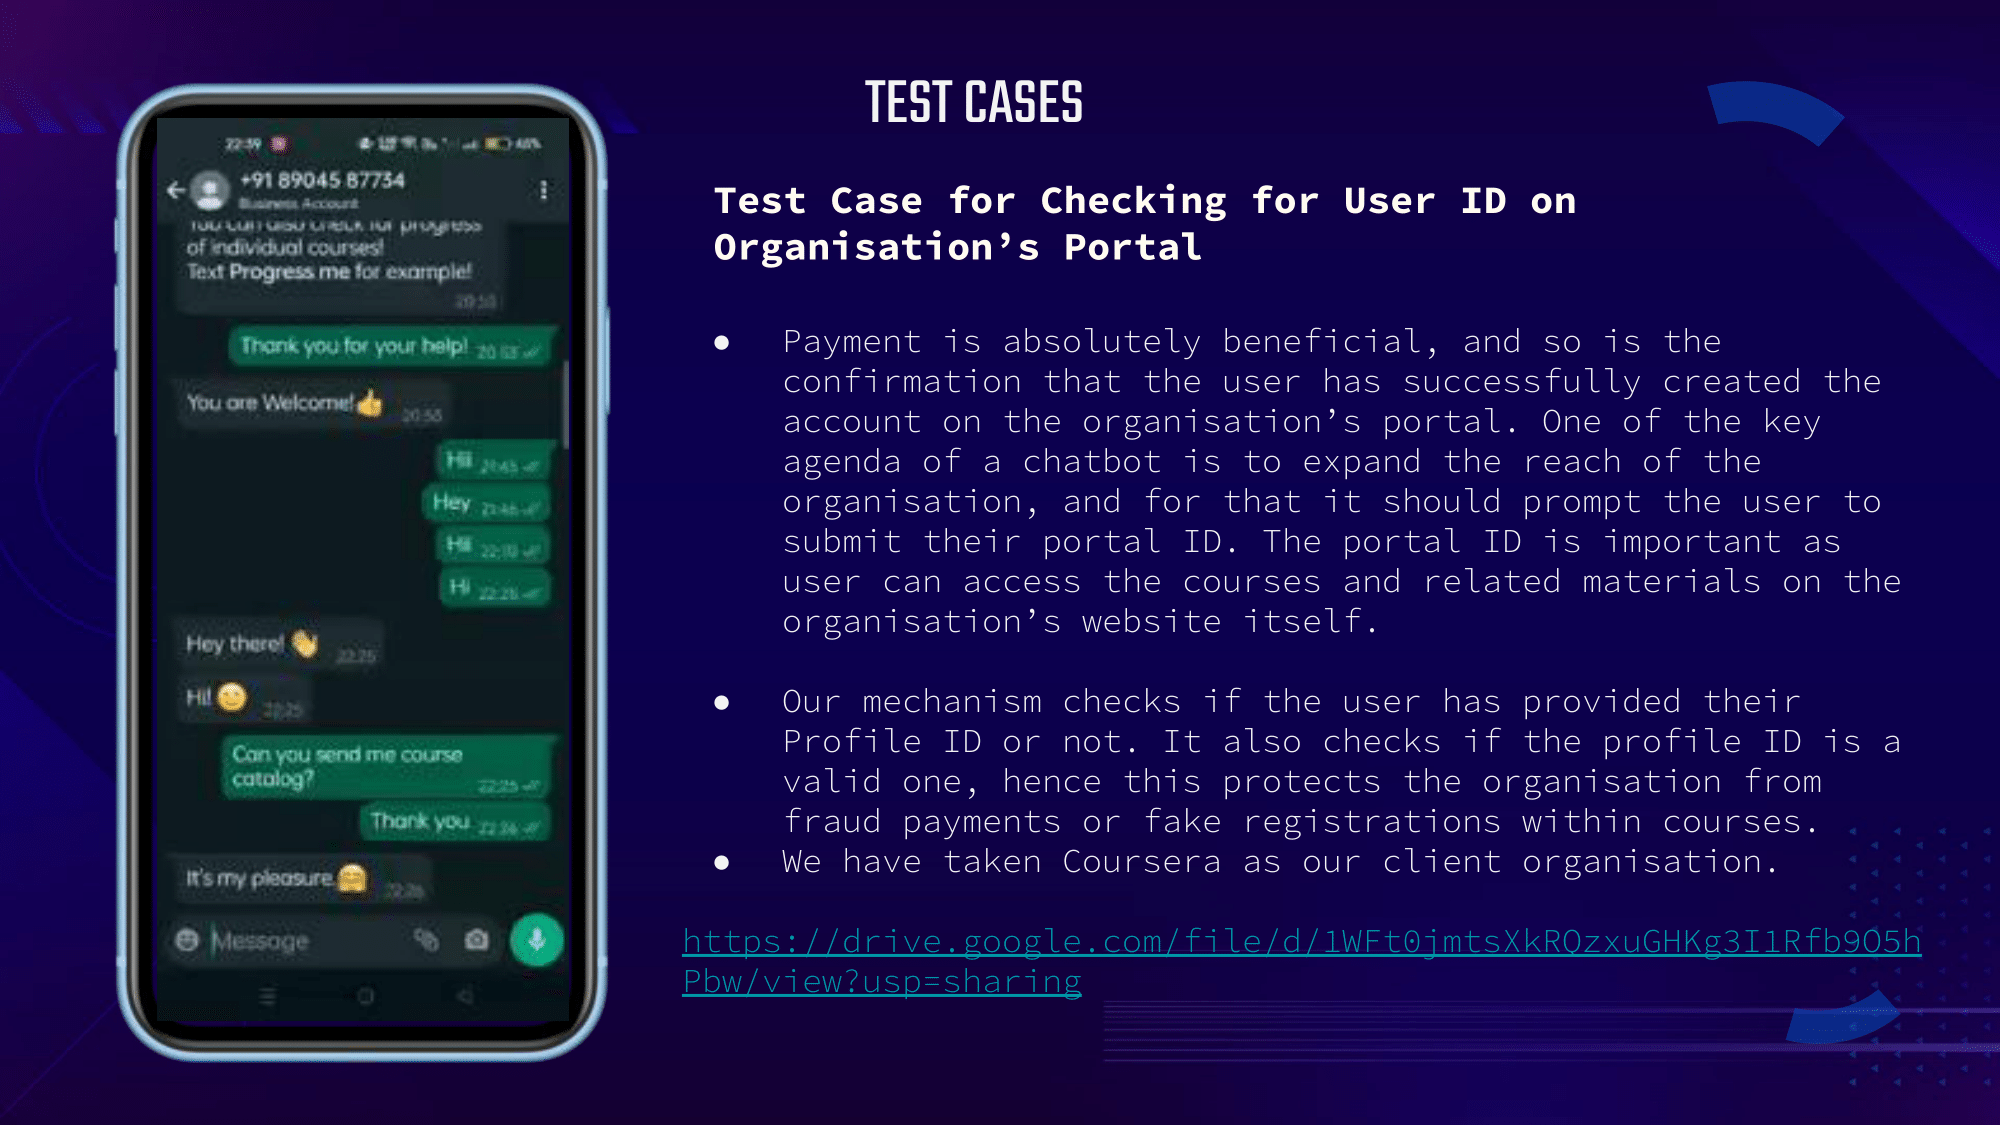 TEST CASES
Test Case for Checking for User ID on
Organisation’s Portal
● Payment is absolutely beneficial, and so is the
confirmation that the user has successfully created the
account on the organisation’s portal. One of the key
agenda of a chatbot is to expand the reach of the
organisation, and for that it should prompt the user to
submit their portal ID. The portal ID is important as
user can access the courses and related materials on the
organisation’s website itself.
● Our mechanism checks if the user has provided their
Profile ID or not. It also checks if the profile ID is a
valid one, hence this protects the organisation from
fraud payments or fake registrations within courses.
● We have taken Coursera as our client organisation.
https://drive.google.com/file/d/1WFt0jmtsXkRQzxuGHKg3I1Rfb9O5h
Pbw/view?usp=sharing
22:39
+91 89045 87734
Business Account
You can also check for progress
of individual courses!
Text Progress me for example!
20:53
Thank you for your help! 20:53
You are Welcome!👍 20:53
Hii
Hey
Hii
Hi 22:25
Hey there! 👋 22:25
Hi! 🙂 22:25
Can you send me course
catalog? 22:25
Thank you 22:26
It's my pleasure 🤗 22:26
Message